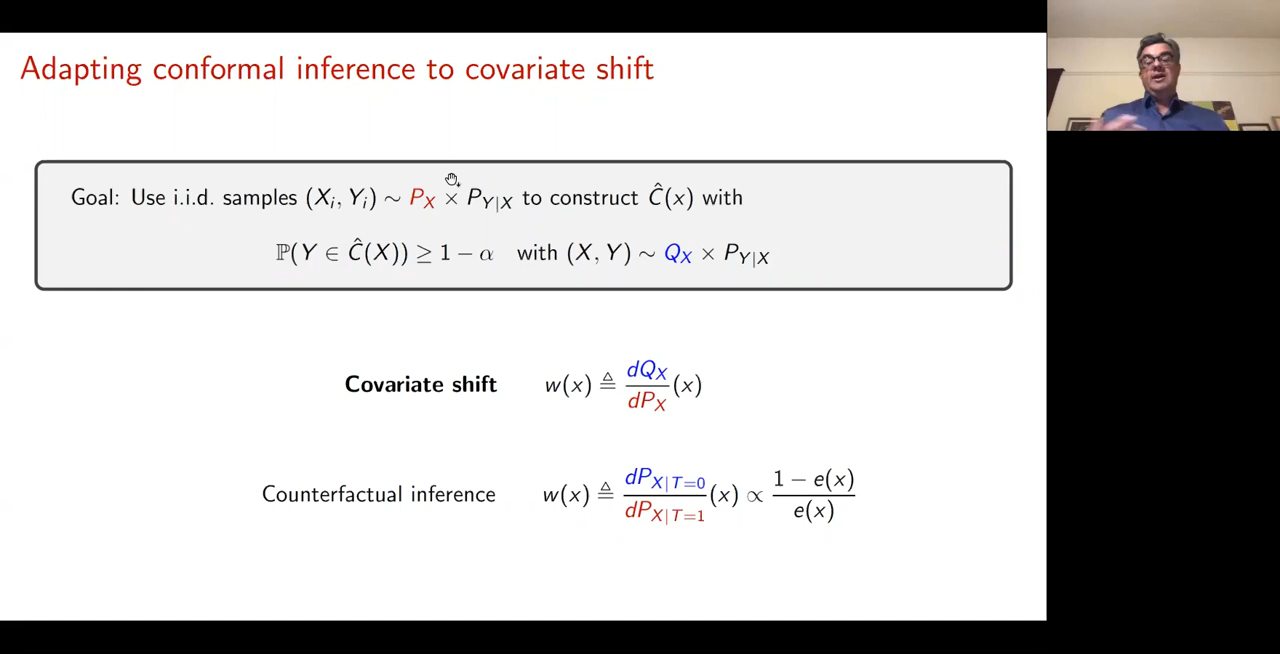 Adapting conformal inference to covariate shift
Goal: Use i.i.d. samples (Xᵢ, Yᵢ) ∼ P_X × P_{Y|X} to construct Ĉ(x) with
ℙ(Y ∈ Ĉ(X)) ≥ 1 − α with (X, Y) ∼ Q_X × P_{Y|X}
Covariate shift w(x) ≜ dQ_X/dP_X (x)
Counterfactual inference w(x) ≜ dP_{X|T=0}/dP_{X|T=1} (x) ∝ (1 − e(x))/e(x)